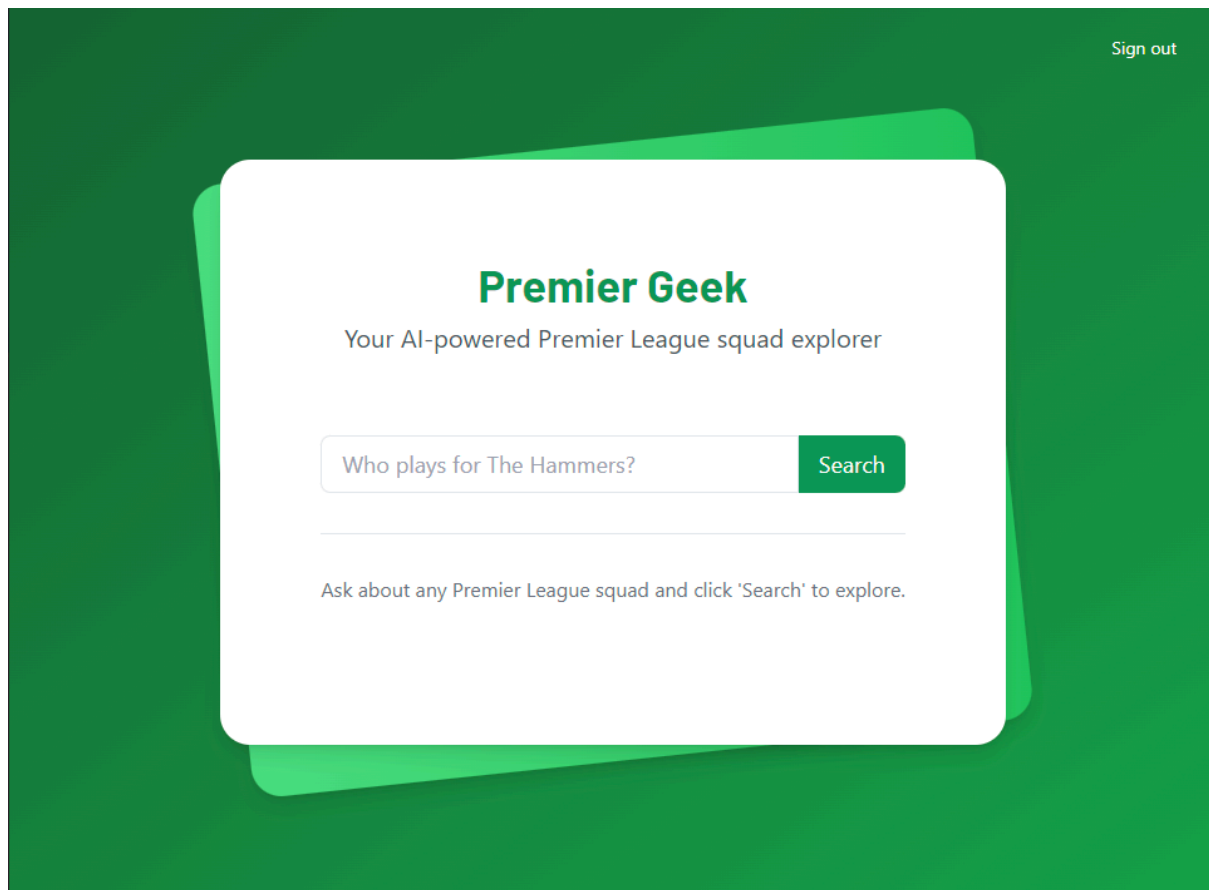 Sign out
Premier Geek
Your AI-powered Premier League squad explorer
Who plays for The Hammers?
Search
Ask about any Premier League squad and click 'Search' to explore.